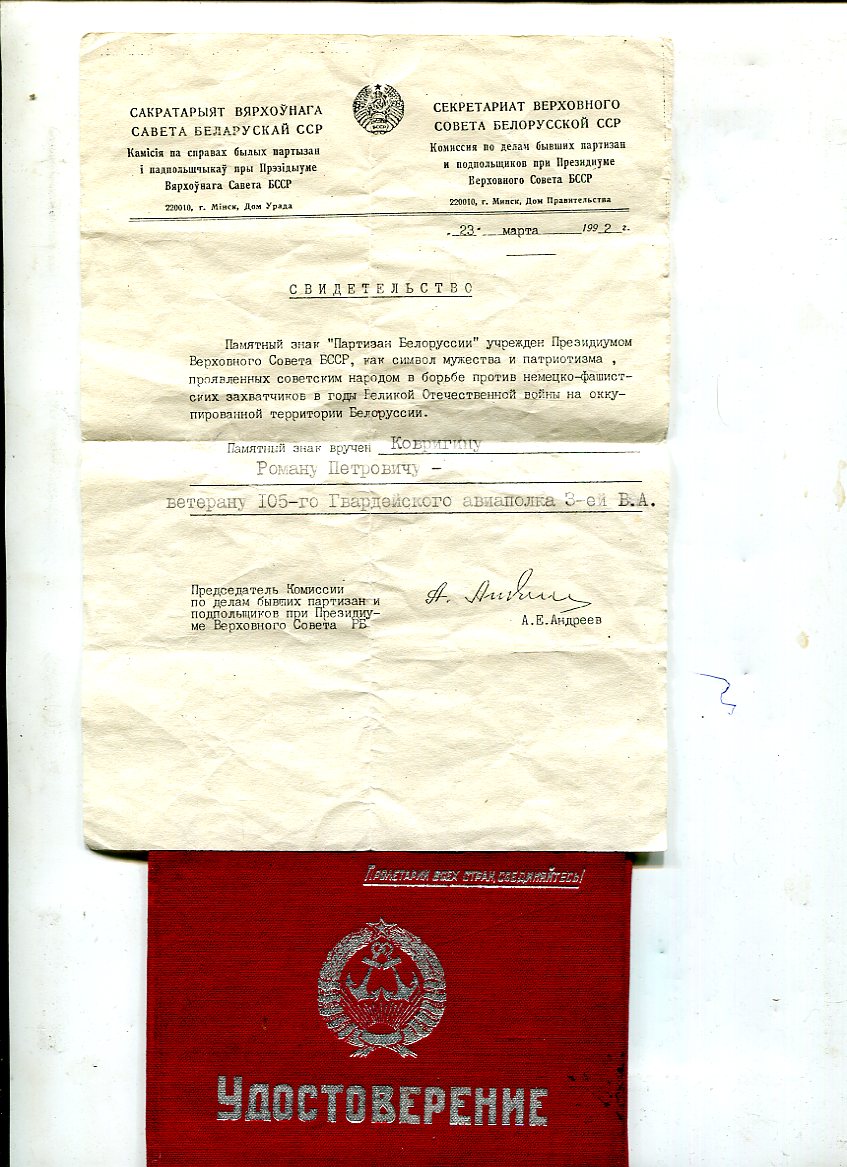 САКРАТАРЫЯТ ВЯРХОЎНАГА
САВЕТА БЕЛАРУСКАЙ ССР
Камісія па справах былых партызан
і падпольшчыкаў пры Прэзідыуме
Вярхоўнага Савета БССР
220010, г. Мінск, Дом Урада
СЕКРЕТАРИАТ ВЕРХОВНОГО
СОВЕТА БЕЛОРУССКОЙ ССР
Комиссия по делам бывших партизан
и подпольщиков при Президиуме
Верховного Совета БССР
220010, г. Минск, Дом Правительства
23 марта 1992 г.
СВИДЕТЕЛЬСТВО
Памятный знак "Партизан Белоруссии" учрежден Президиумом
Верховного Совета БССР, как символ мужества и патриотизма ,
проявленных советским народом в борьбе против немецко-фашист-
ских захватчиков в годы Великой Отечественной войны на окку-
пированной территории Белоруссии.
Памятный знак вручен Ковригину
Роману Петровичу -
ветерану 105-го Гвардейского авиаполка 3-ей В.А.
Председатель Комиссии
по делам бывших партизан и
подпольщиков при Президиу-
ме Верховного Совета РБ
А.Е.Андреев
Пролетарии всех стран, соединяйтесь!
Удостоверение